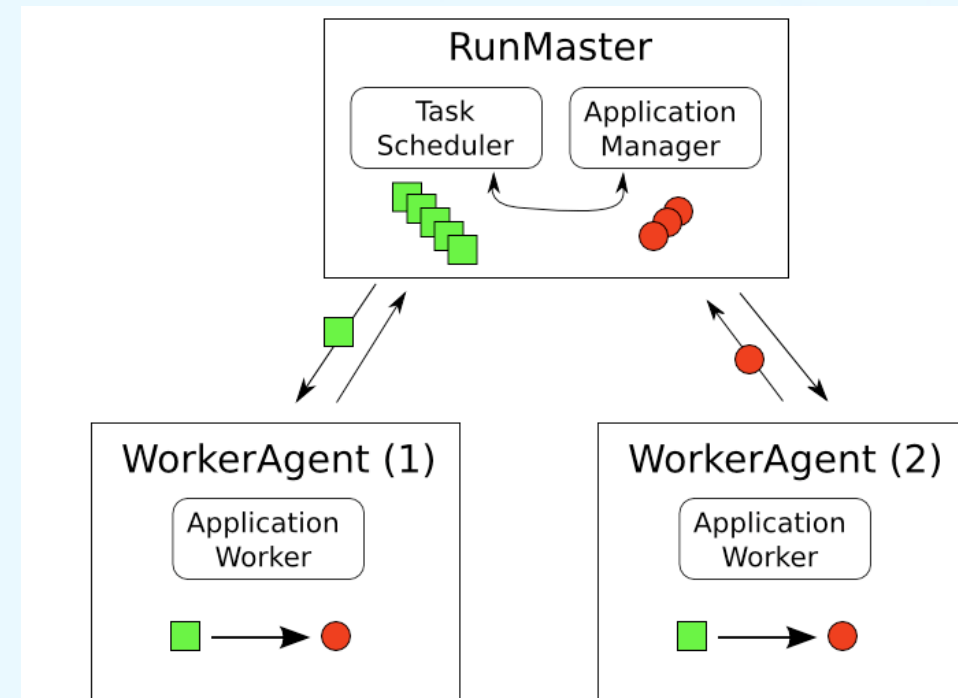 RunMaster
Task
Scheduler
Application
Manager
WorkerAgent (1)
Application
Worker
WorkerAgent (2)
Application
Worker